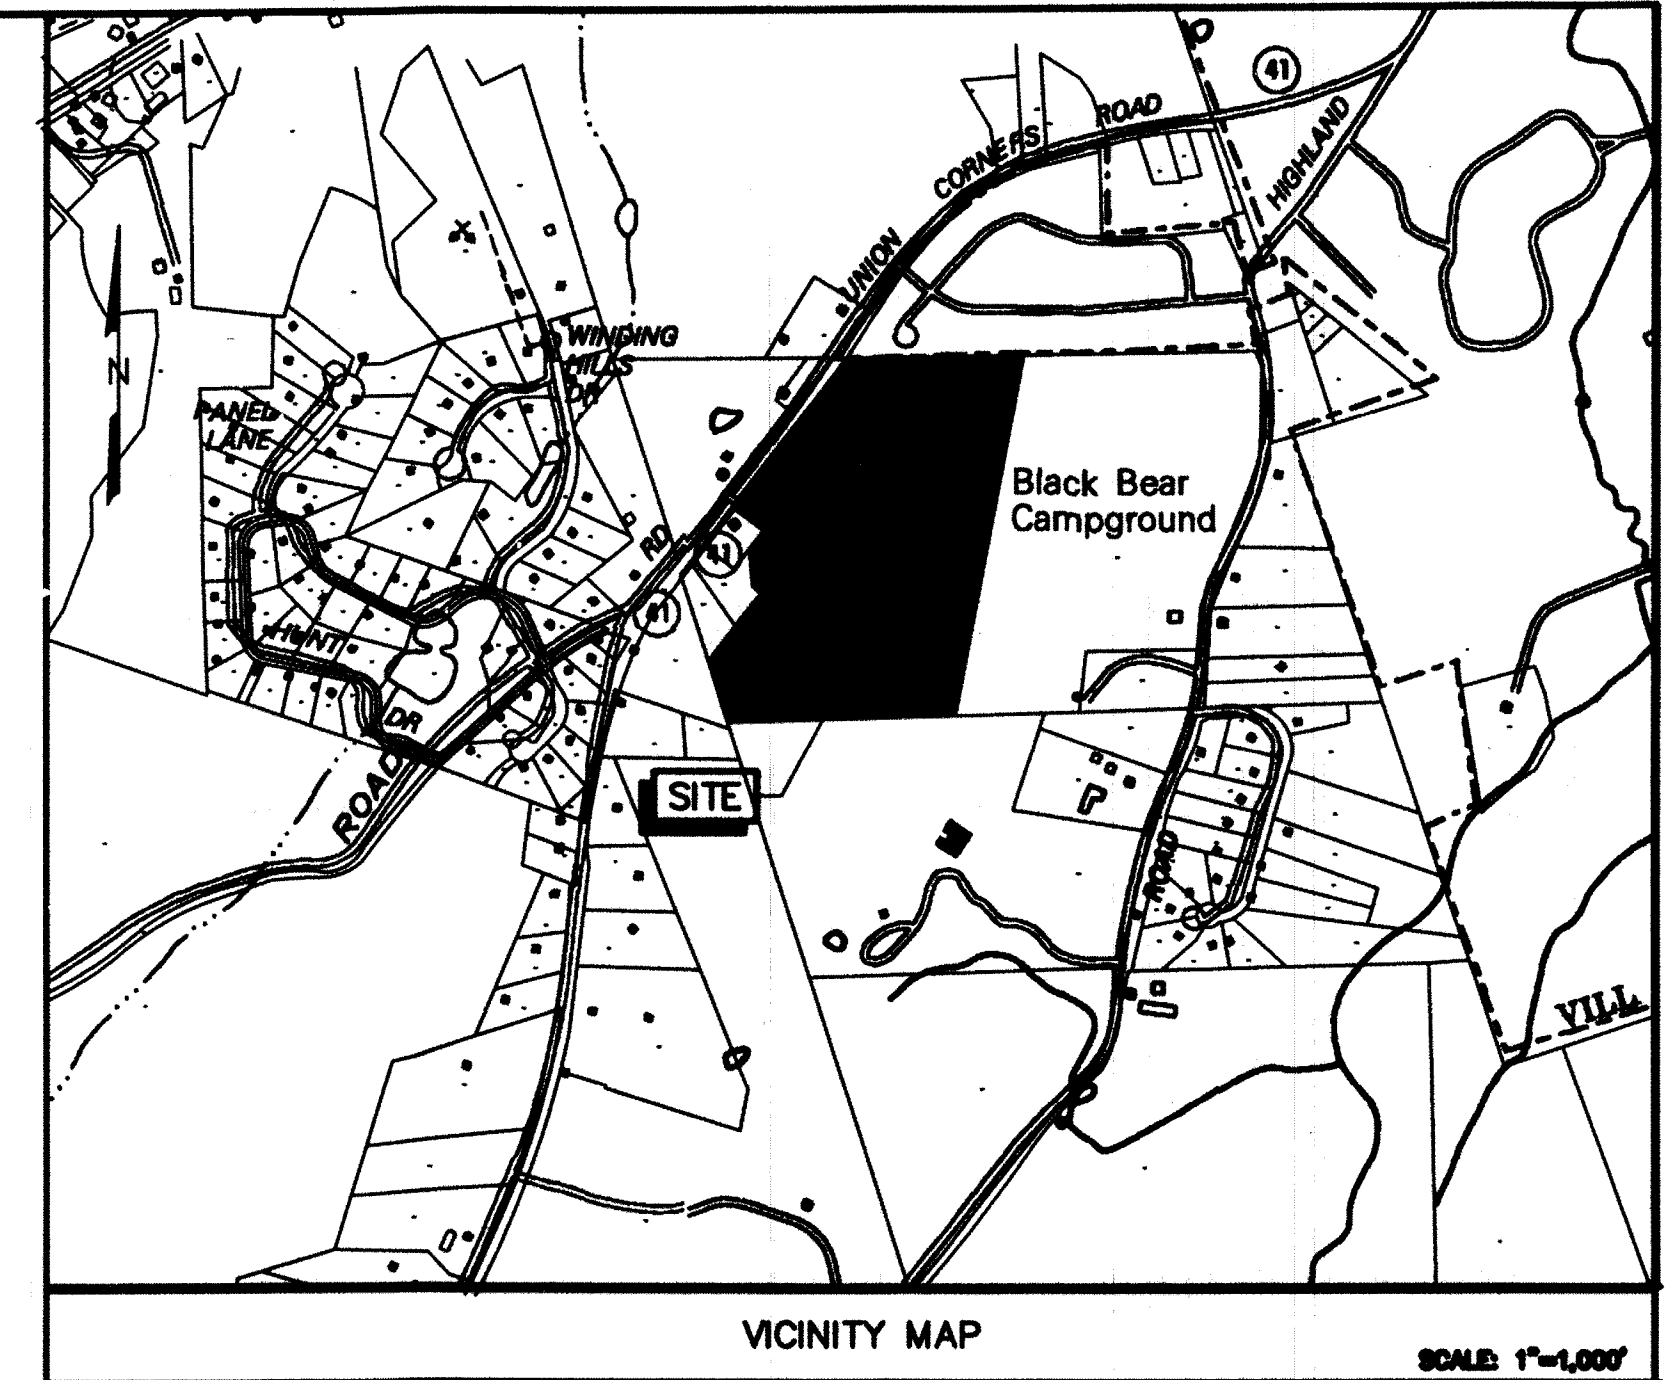 41
ROAD
CORNERS
HIGHLAND
UNION
N
WINDING
HILLS
DR
PANED
LANE
Black Bear
Campground
RD
41
41
HUNT
DR
ROAD
SITE
ROAD
VILL
VICINITY MAP
SCALE: 1"=1,000'